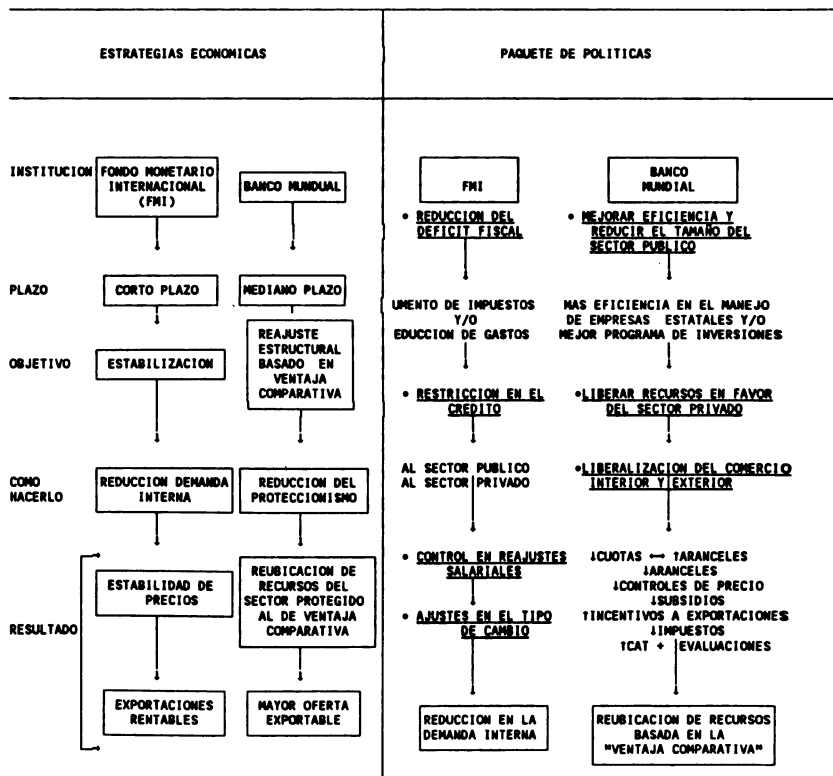 ESTRATEGIAS ECONOMICAS
PAQUETE DE POLITICAS
INSTITUCION
FONDO MONETARIO
INTERNACIONAL
(FMI)
BANCO MUNDUAL
PLAZO
CORTO PLAZO
MEDIANO PLAZO
OBJETIVO
ESTABILIZACION
REAJUSTE
ESTRUCTURAL
BASADO EN
VENTAJA
COMPARATIVA
COMO
HACERLO
REDUCCION DEMANDA
INTERNA
REDUCCION DEL
PROTECCIONISMO
RESULTADO
ESTABILIDAD DE
PRECIOS
REUBICACION DE
RECURSOS DEL
SECTOR PROTEGIDO
AL DE VENTAJA
COMPARATIVA
EXPORTACIONES
RENTABLES
MAYOR OFERTA
EXPORTABLE
FMI
• REDUCCION DEL
DEFICIT FISCAL
UMENTO DE IMPUESTOS
Y/O
EDUCCION DE GASTOS
• RESTRICCION EN EL
CREDITO
AL SECTOR PUBLICO
AL SECTOR PRIVADO
• CONTROL EN REAJUSTES
SALARIALES
• AJUSTES EN EL TIPO
DE CAMBIO
REDUCCION EN LA
DEMANDA INTERNA
BANCO
MUNDIAL
• MEJORAR EFICIENCIA Y
REDUCIR EL TAMAÑO DEL
SECTOR PUBLICO
MAS EFICIENCIA EN EL MANEJO
DE EMPRESAS ESTATALES Y/O
MEJOR PROGRAMA DE INVERSIONES
•LIBERAR RECURSOS EN FAVOR
DEL SECTOR PRIVADO
•LIBERALIZACION DEL COMERCIO
INTERIOR Y EXTERIOR
↓CUOTAS ↔ ↑ARANCELES
↓ARANCELES
↓CONTROLES DE PRECIO
↓SUBSIDIOS
↑INCENTIVOS A EXPORTACIONES
↓IMPUESTOS
↑CAT + EVALUACIONES
REUBICACION DE RECURSOS
BASADA EN LA
"VENTAJA COMPARATIVA"